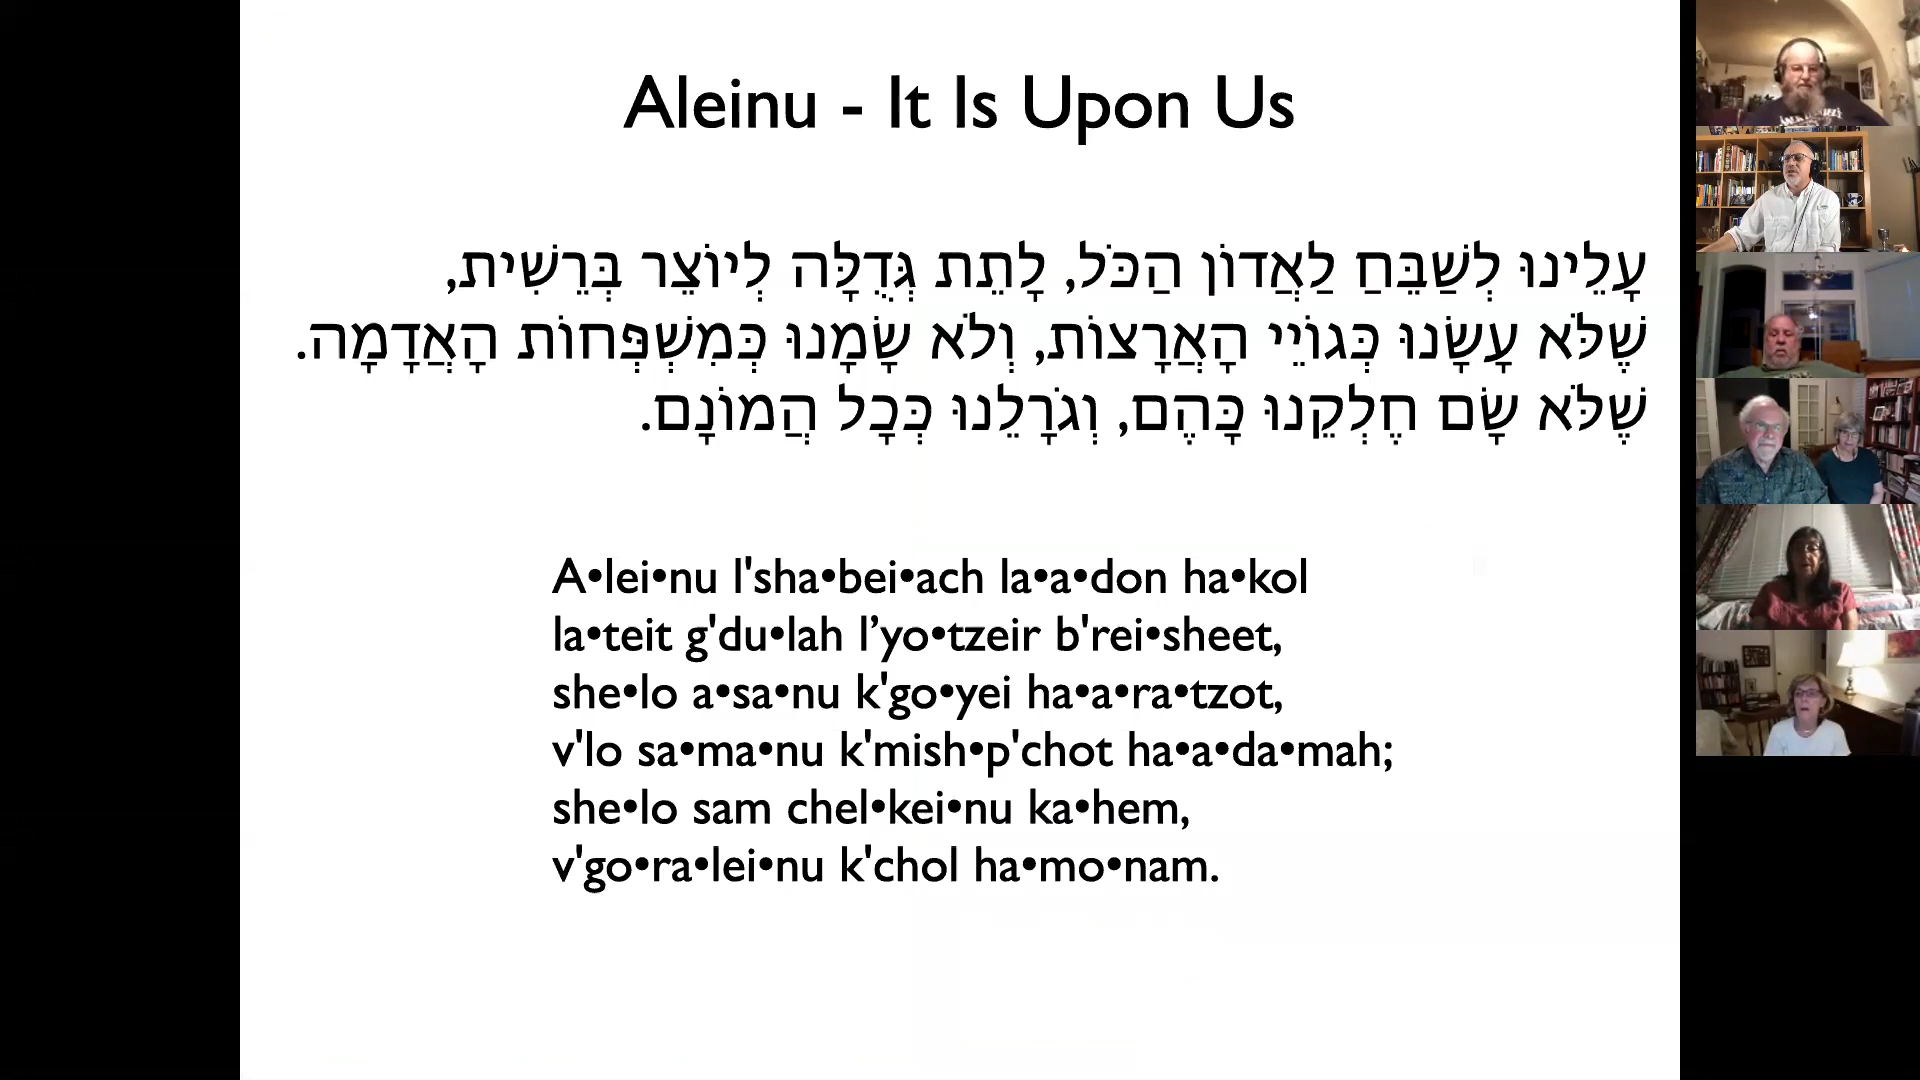 Aleinu - It Is Upon Us
עָלֵינוּ לְשַׁבֵּחַ לַאֲדוֹן הַכֹּל, לָתֵת גְּדֻלָּה לְיוֹצֵר בְּרֵשִׁית,
שֶׁלֹּא עָשָׂנוּ כְּגוֹיֵי הָאֲרָצוֹת, וְלֹא שָׂמָנוּ כְּמִשְׁפְּחוֹת הָאֲדָמָה.
שֶׁלֹּא שָׂם חֶלְקֵנוּ כָּהֶם, וְגֹרָלֵנוּ כְּכָל הֲמוֹנָם.
A•lei•nu l'sha•bei•ach la•a•don ha•kol
la•teit g'du•lah l’yo•tzeir b'rei•sheet,
she•lo a•sa•nu k'go•yei ha•a•ra•tzot,
v'lo sa•ma•nu k'mish•p'chot ha•a•da•mah;
she•lo sam chel•kei•nu ka•hem,
v'go•ra•lei•nu k'chol ha•mo•nam.